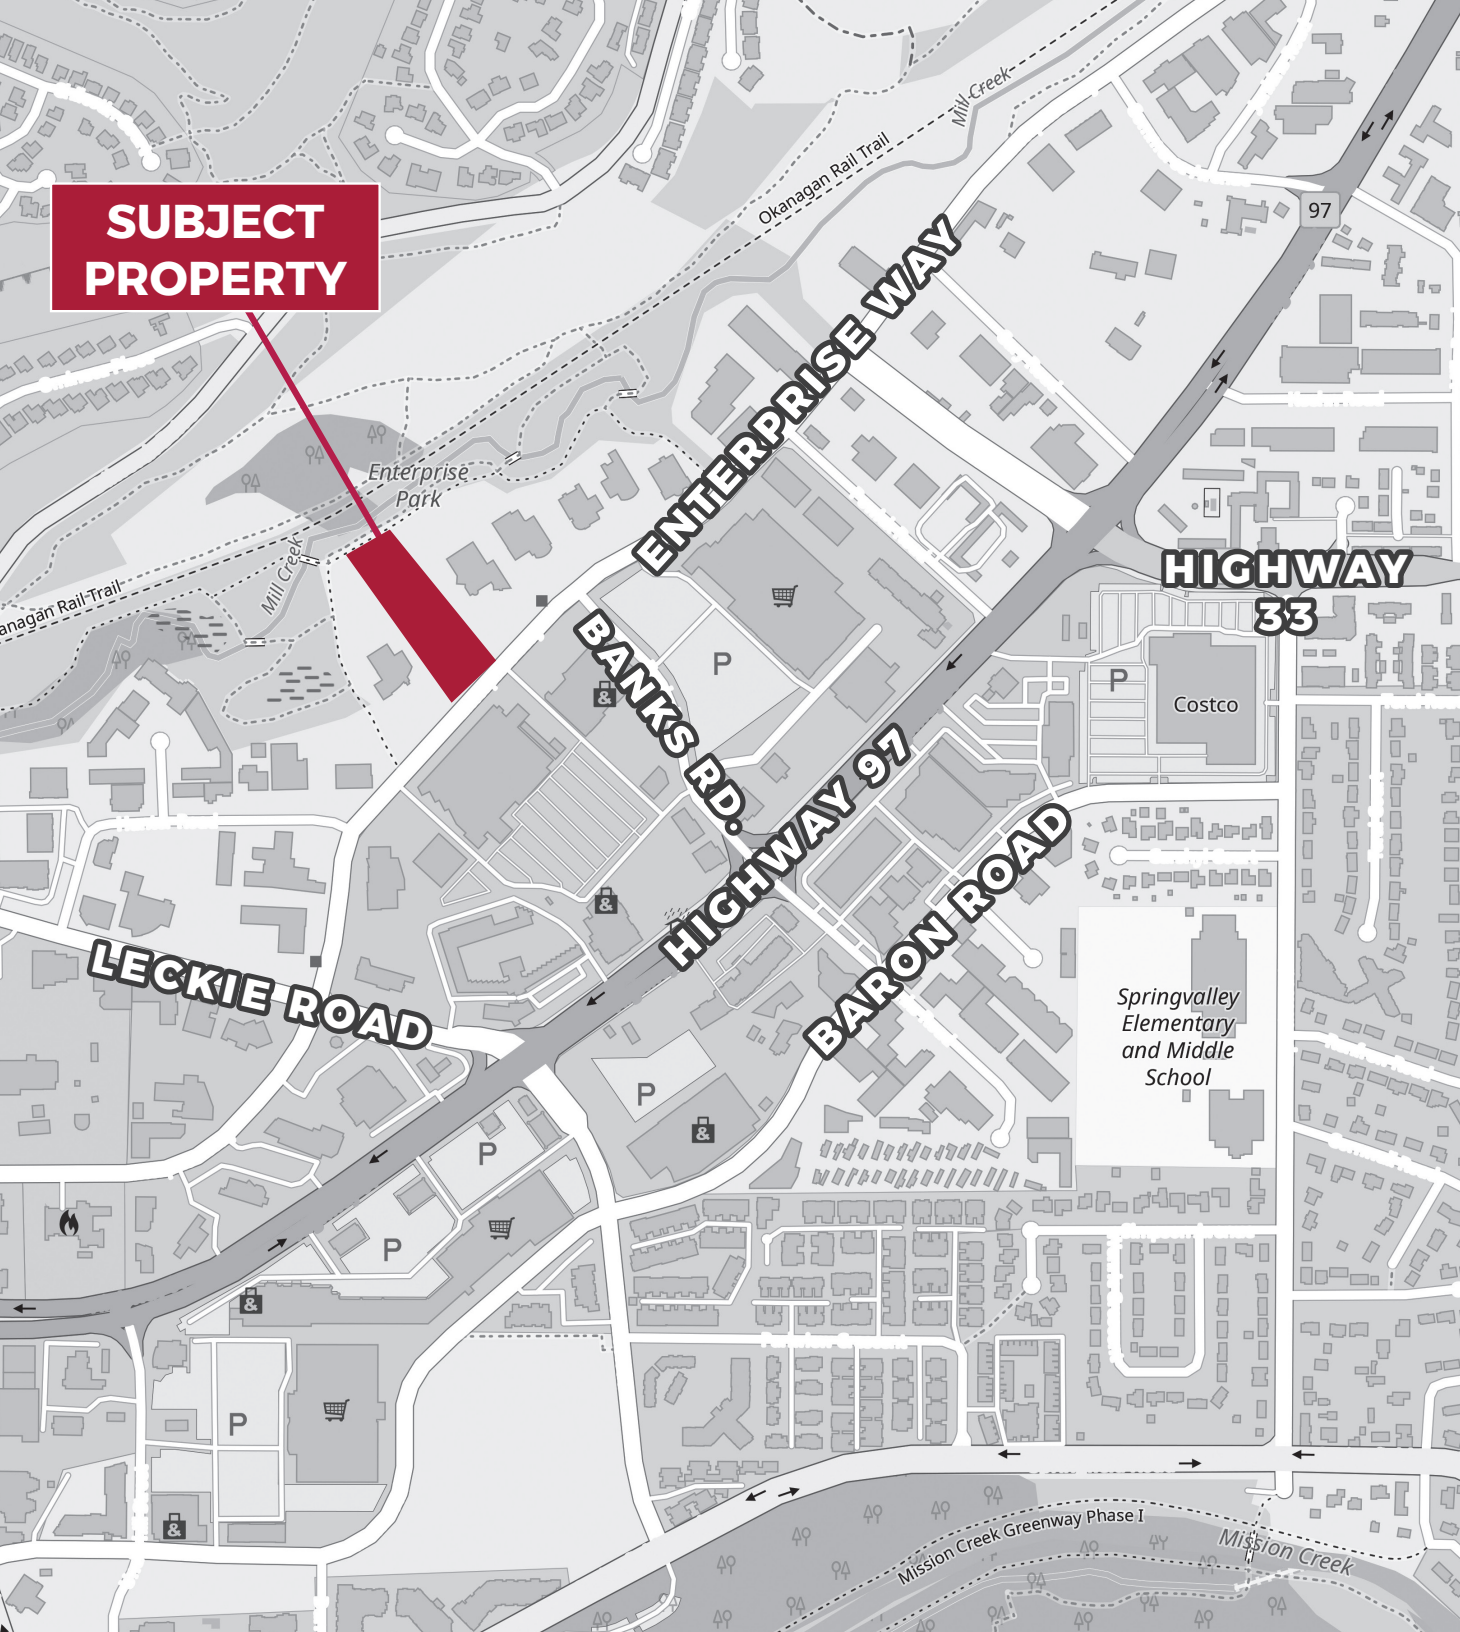 Mill Creek
Okanagan Rail Trail
SUBJECT
PROPERTY
97
ENTERPRISE WAY
Enterprise
Park
Mill Creek
anagan Rail Trail
HIGHWAY
33
BANKS RD.
P
P
Costco
HIGHWAY 97
BARON ROAD
LECKIE ROAD
Springvalley
Elementary
and Middle
School
P
P
P
P
Mission Creek Greenway Phase I
Mission Creek